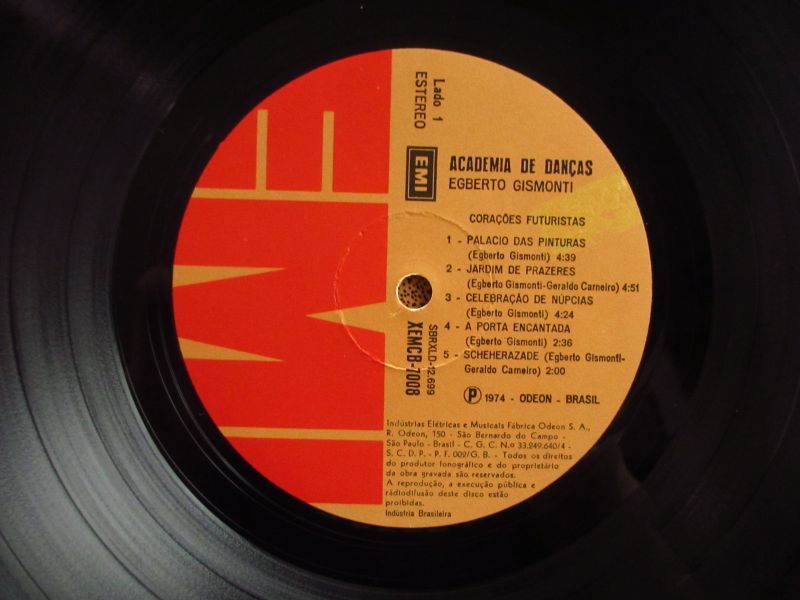 Lado 1
ESTEREO
EMI
ACADEMIA DE DANÇAS
EGBERTO GISMONTI
CORAÇÕES FUTURISTAS
1 - PALACIO DAS PINTURAS
(Egberto Gismonti) 4:39
2 - JARDIM DE PRAZERES
(Egberto Gismonti-Geraldo Carneiro) 4:51
3 - CELEBRAÇÃO DE NÚPCIAS
(Egberto Gismonti) 4:24
4 - A PORTA ENCANTADA
(Egberto Gismonti) 2:36
5 - SCHEHERAZADE (Egberto Gismonti-
Geraldo Carneiro) 2:00
SBRXLD-12.699
XEMCB-7008
Ⓟ 1974 - ODEON - BRASIL
Indústrias Elétricas e Musicais Fábrica Odeon S. A.,
R. Odeon, 150 - São Bernardo do Campo -
São Paulo - Brasil - C. G. C. N.º 33.249.640/4 -
S. C. D. P. - P. F. 002/G. B. - Todos os direitos
do produtor fonográfico e do proprietário
da obra gravada são reservados.
A reprodução, a execução pública e
rádiodifusão deste disco estão
proibidas.
Indústria Brasileira
EMI